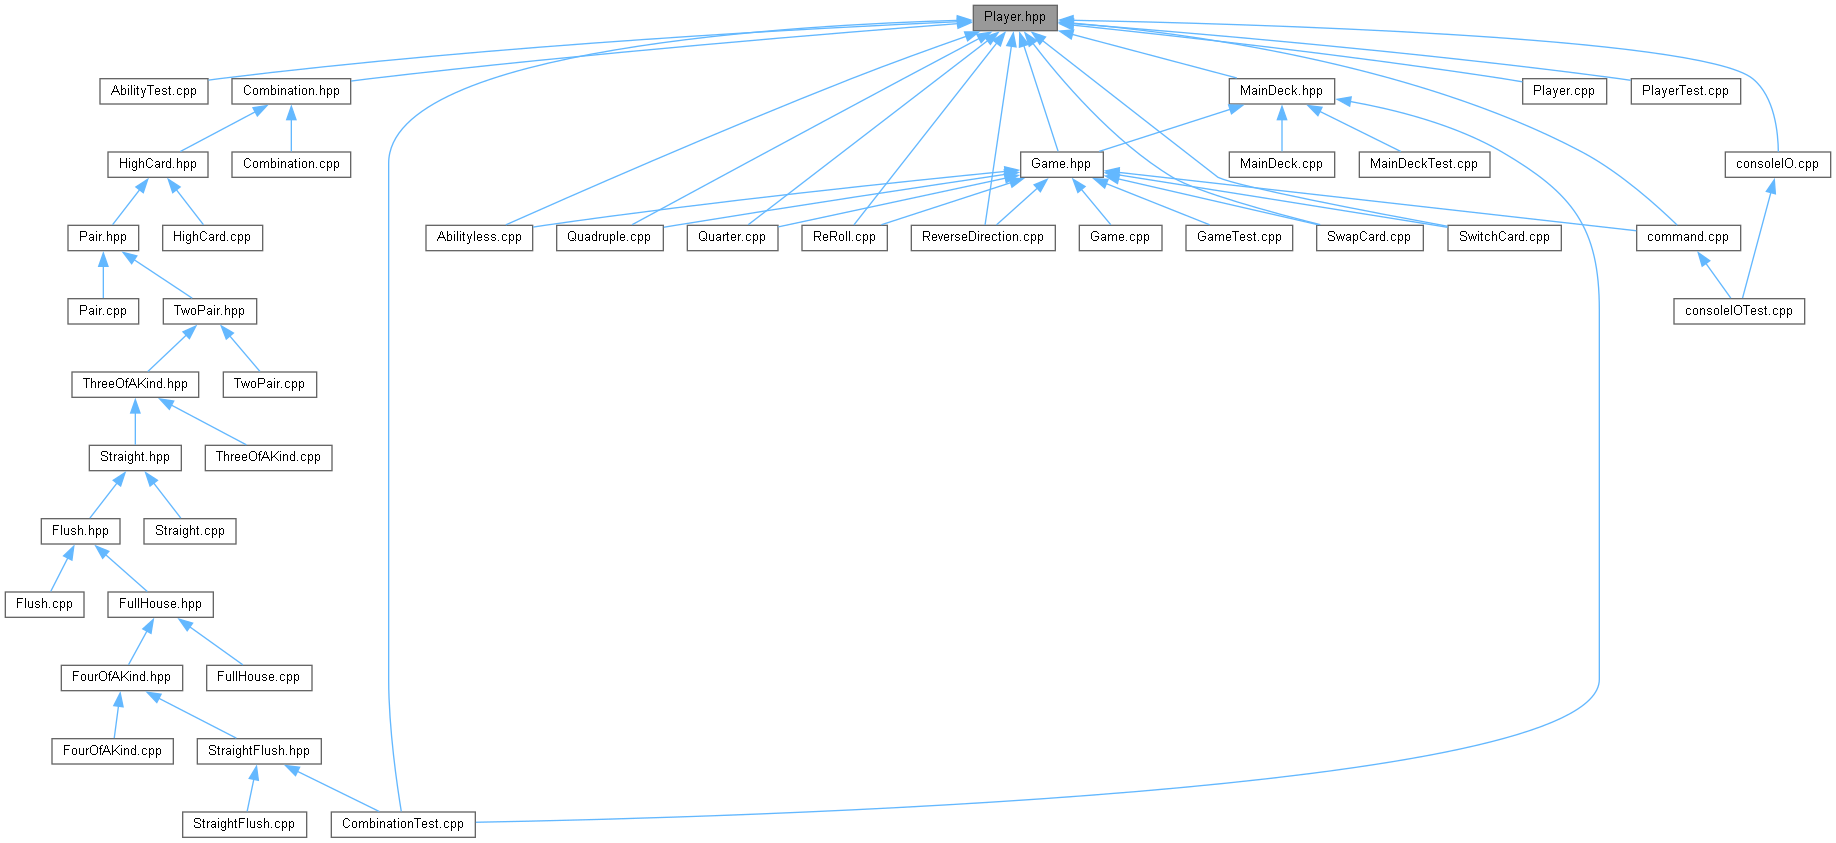 Player.hpp
AbilityTest.cpp
Combination.hpp
MainDeck.hpp
Player.cpp
PlayerTest.cpp
HighCard.hpp
Combination.cpp
Game.hpp
MainDeck.cpp
MainDeckTest.cpp
consoleIO.cpp
Pair.hpp
HighCard.cpp
Abilityless.cpp
Quadruple.cpp
Quarter.cpp
ReRoll.cpp
ReverseDirection.cpp
Game.cpp
GameTest.cpp
SwapCard.cpp
SwitchCard.cpp
command.cpp
Pair.cpp
TwoPair.hpp
consoleIOTest.cpp
ThreeOfAKind.hpp
TwoPair.cpp
Straight.hpp
ThreeOfAKind.cpp
Flush.hpp
Straight.cpp
Flush.cpp
FullHouse.hpp
FourOfAKind.hpp
FullHouse.cpp
FourOfAKind.cpp
StraightFlush.hpp
StraightFlush.cpp
CombinationTest.cpp